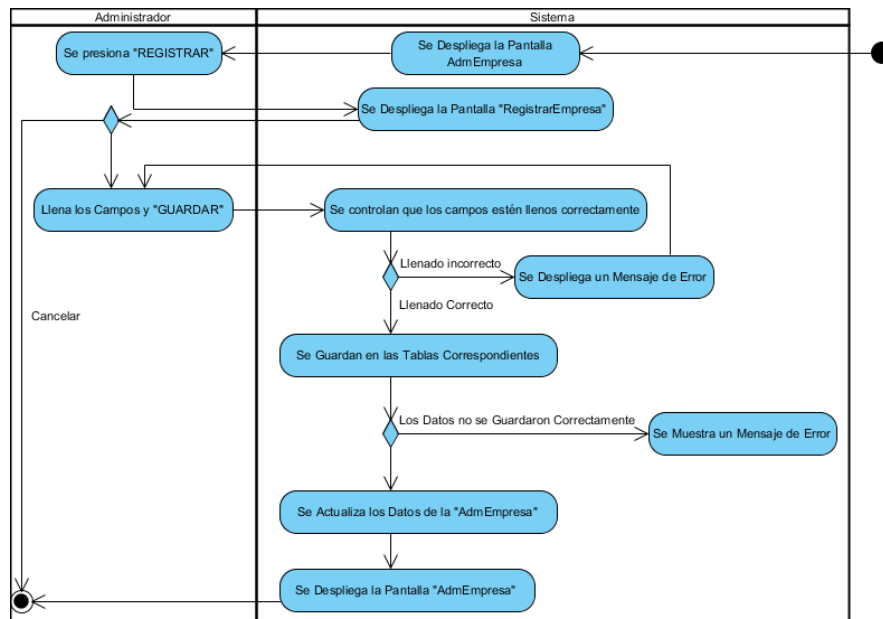 Administrador
Sistema
Se presiona "REGISTRAR"
Se Despliega la Pantalla
AdmEmpresa
Se Despliega la Pantalla "RegistrarEmpresa"
Llena los Campos y "GUARDAR"
Se controlan que los campos estén llenos correctamente
Llenado incorrecto
Se Despliega un Mensaje de Error
Llenado Correcto
Cancelar
Se Guardan en las Tablas Correspondientes
Los Datos no se Guardaron Correctamente
Se Muestra un Mensaje de Error
Se Actualiza los Datos de la "AdmEmpresa"
Se Despliega la Pantalla "AdmEmpresa"